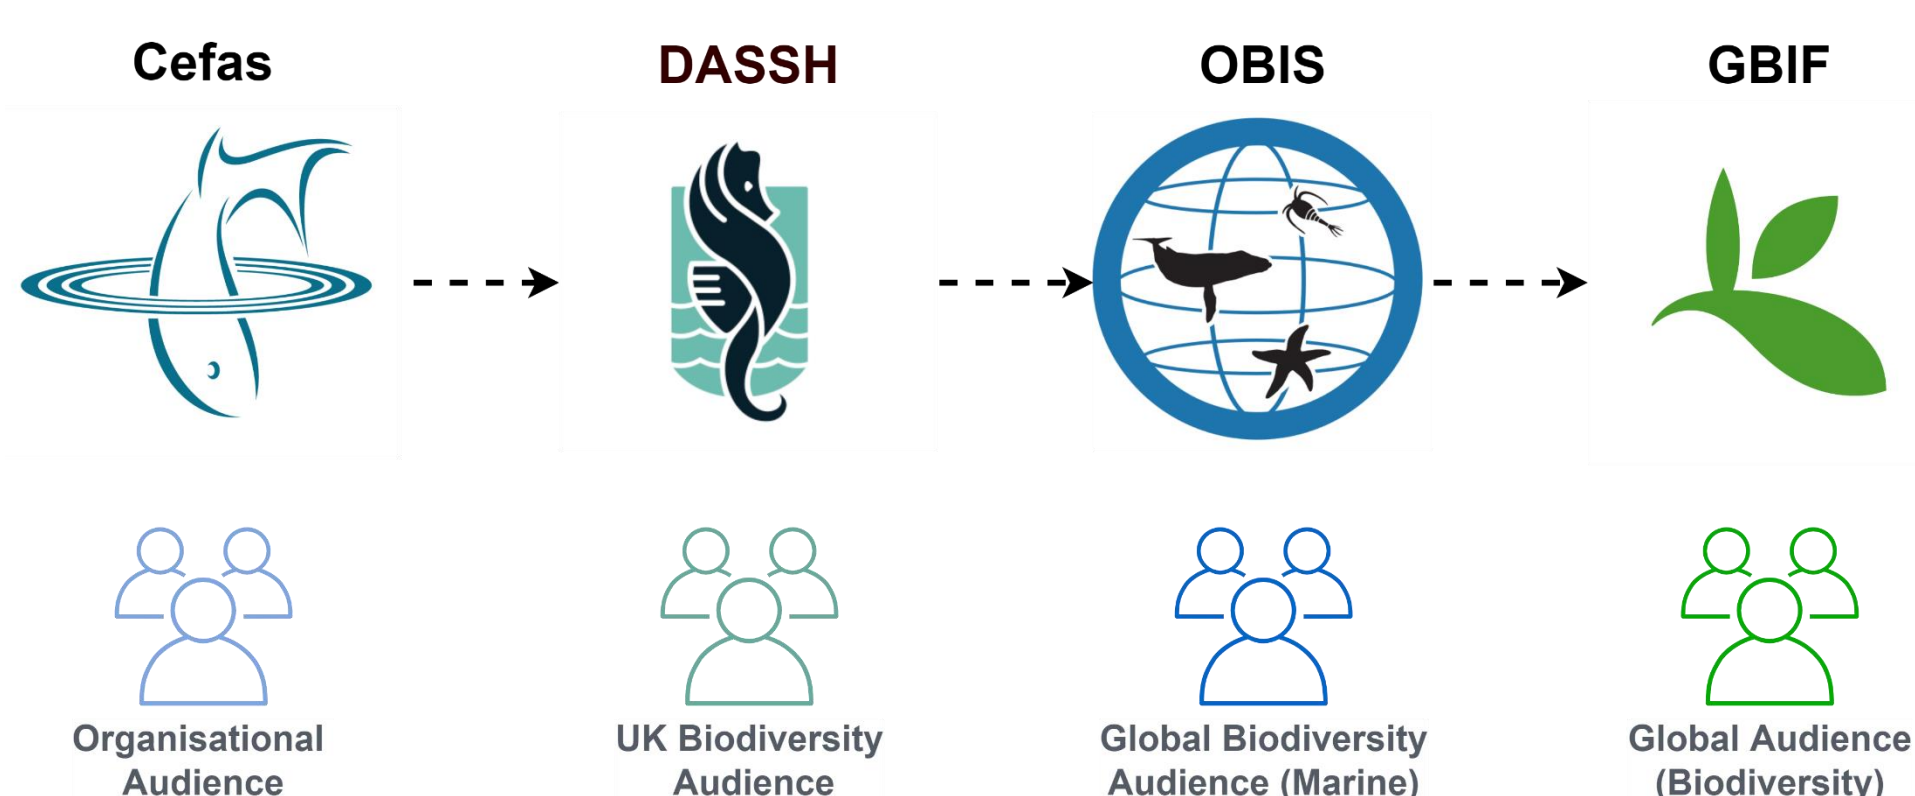 Cefas
DASSH
OBIS
GBIF
Organisational
Audience
UK Biodiversity
Audience
Global Biodiversity
Audience (Marine)
Global Audience
(Biodiversity)